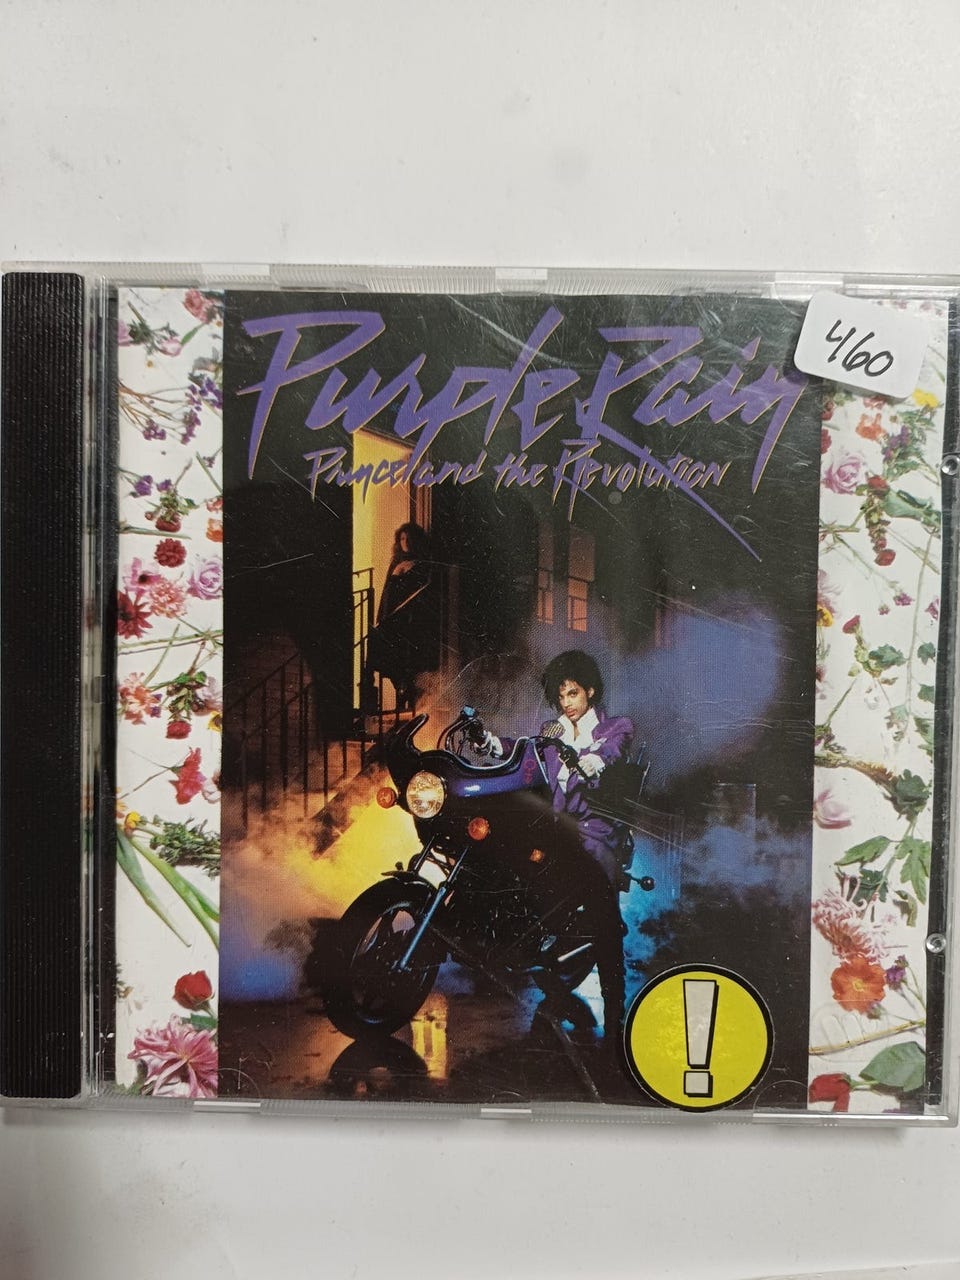 460
Purple Rain
Prince and the Revolution
!